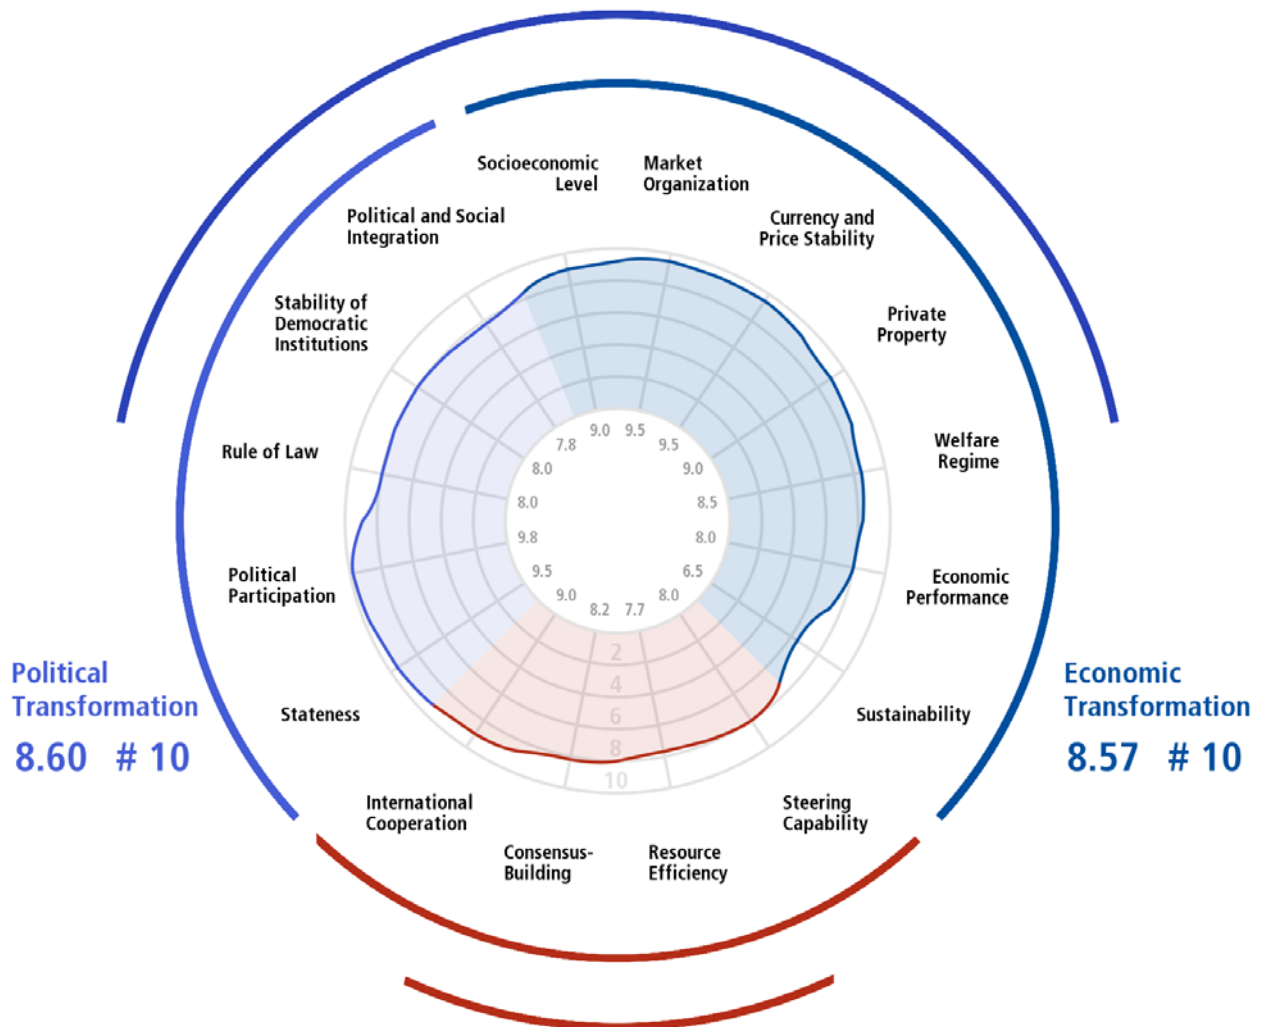 Socioeconomic
Level
Market
Organization
Political and Social
Integration
Currency and
Price Stability
Stability of
Democratic
Institutions
Private
Property
Rule of Law
Welfare
Regime
Political
Participation
Economic
Performance
Stateness
Sustainability
International
Cooperation
Steering
Capability
Consensus-
Building
Resource
Efficiency
9.0
9.5
7.8
9.5
8.0
9.0
8.0
8.5
9.8
8.0
9.5
6.5
9.0
8.0
8.2
7.7
2
4
6
8
10
Political
Transformation
8.60 # 10
Economic
Transformation
8.57 # 10